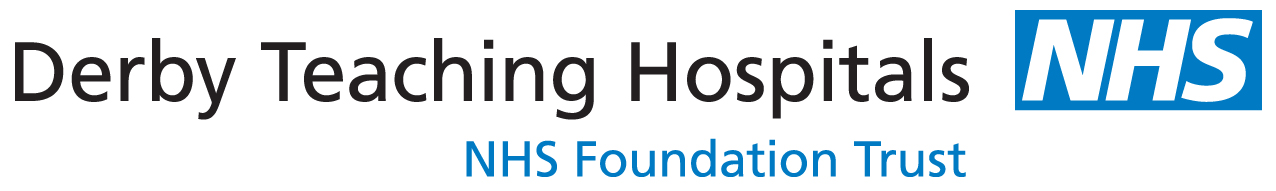 Derby Teaching Hospitals NHS
NHS Foundation Trust